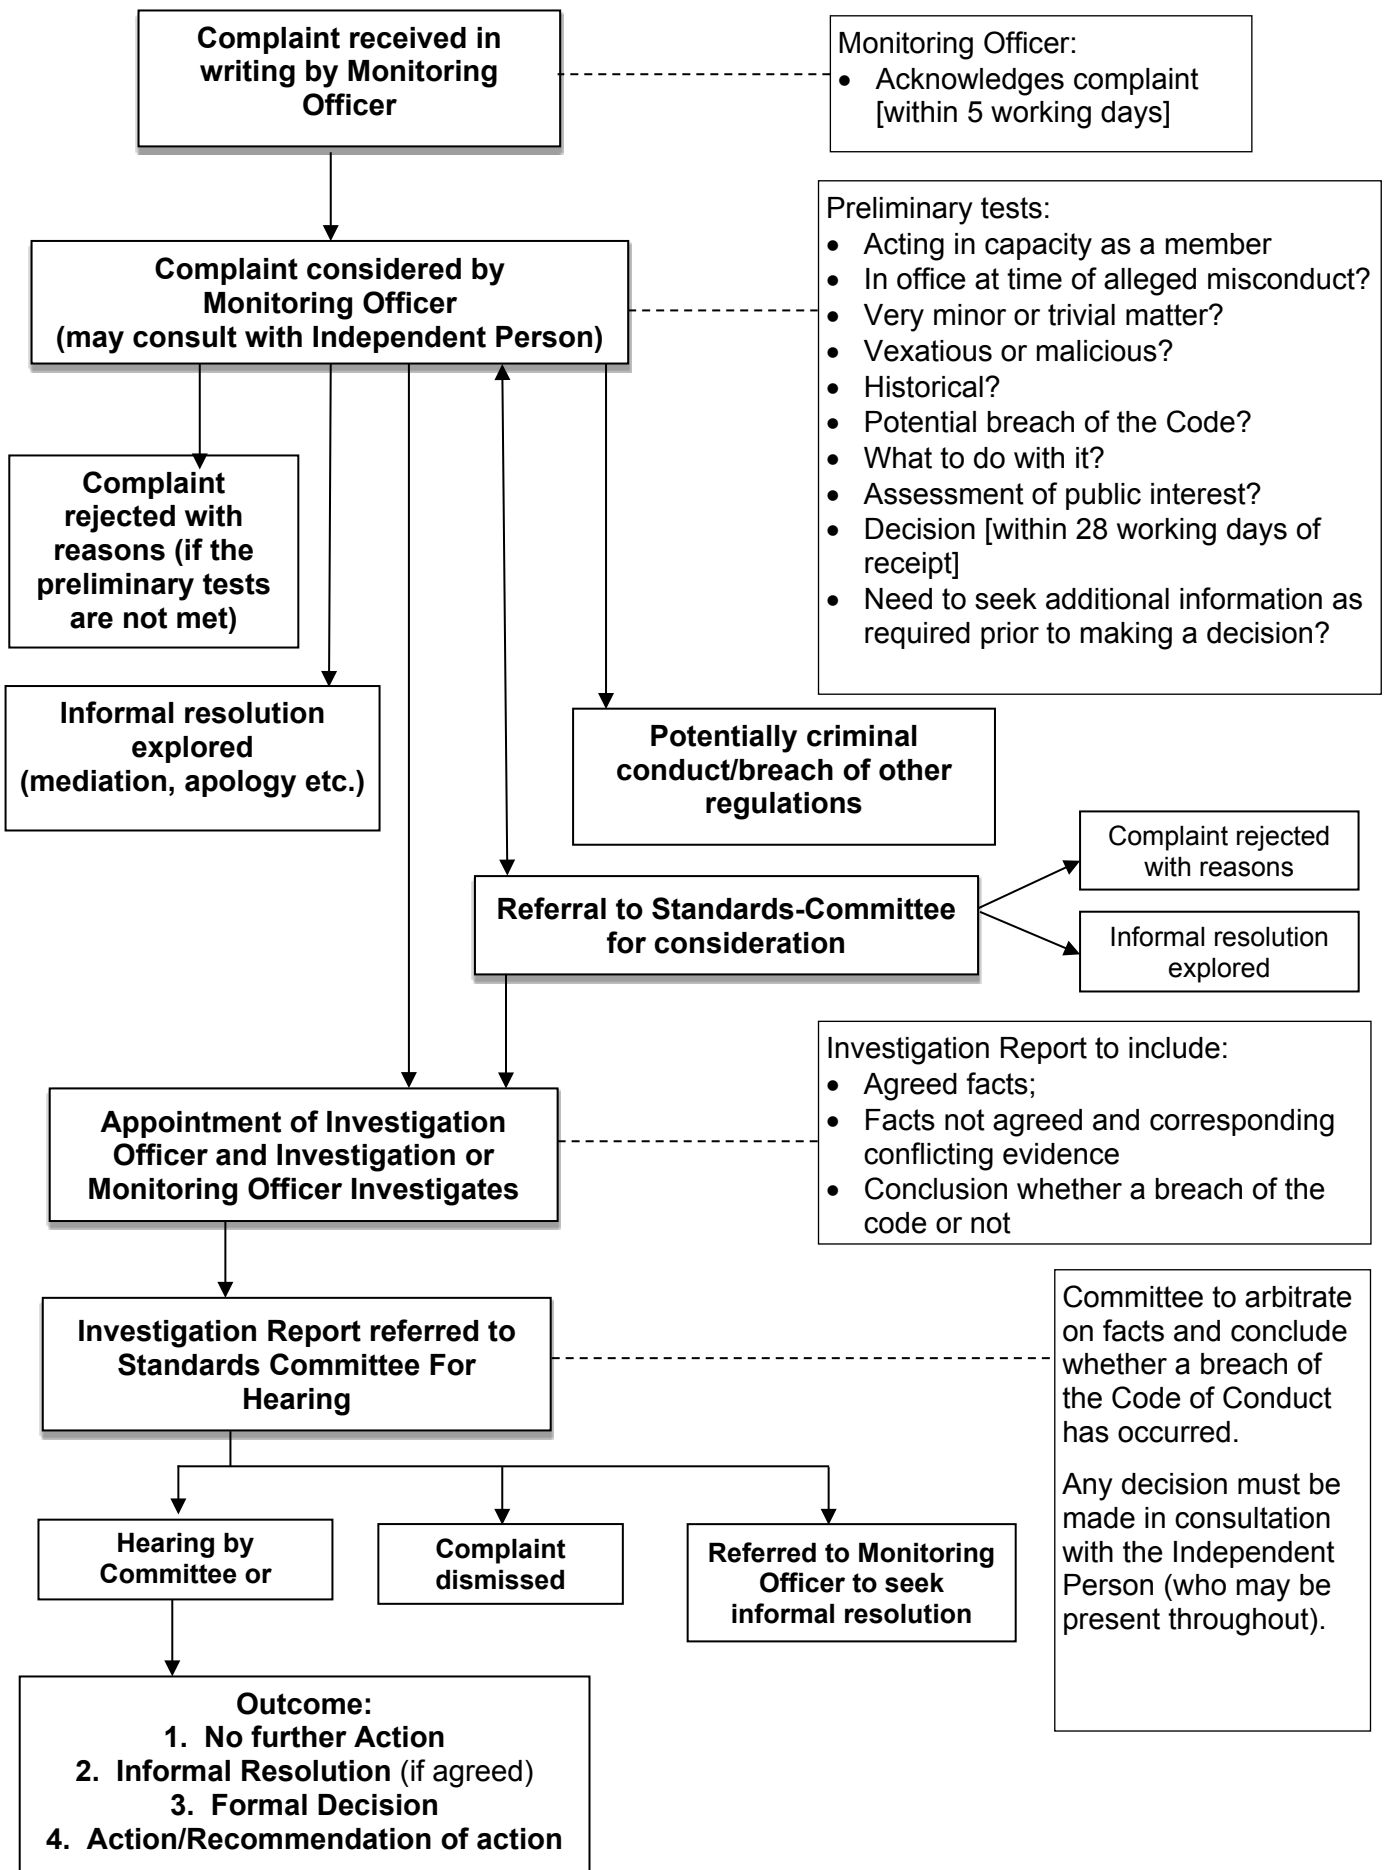 Complaint received in
writing by Monitoring
Officer
Monitoring Officer:
• Acknowledges complaint
[within 5 working days]
Complaint considered by
Monitoring Officer
(may consult with Independent Person)
Preliminary tests:
• Acting in capacity as a member
• In office at time of alleged misconduct?
• Very minor or trivial matter?
• Vexatious or malicious?
• Historical?
• Potential breach of the Code?
• What to do with it?
• Assessment of public interest?
• Decision [within 28 working days of
receipt]
• Need to seek additional information as
required prior to making a decision?
Complaint
rejected with
reasons (if the
preliminary tests
are not met)
Informal resolution
explored
(mediation, apology etc.)
Potentially criminal
conduct/breach of other
regulations
Referral to Standards-Committee
for consideration
Complaint rejected
with reasons
Informal resolution
explored
Appointment of Investigation
Officer and Investigation or
Monitoring Officer Investigates
Investigation Report to include:
• Agreed facts;
• Facts not agreed and corresponding
conflicting evidence
• Conclusion whether a breach of the
code or not
Investigation Report referred to
Standards Committee For
Hearing
Committee to arbitrate
on facts and conclude
whether a breach of
the Code of Conduct
has occurred.
Any decision must be
made in consultation
with the Independent
Person (who may be
present throughout).
Hearing by
Committee or
Complaint
dismissed
Referred to Monitoring
Officer to seek
informal resolution
Outcome:
1. No further Action
2. Informal Resolution (if agreed)
3. Formal Decision
4. Action/Recommendation of action